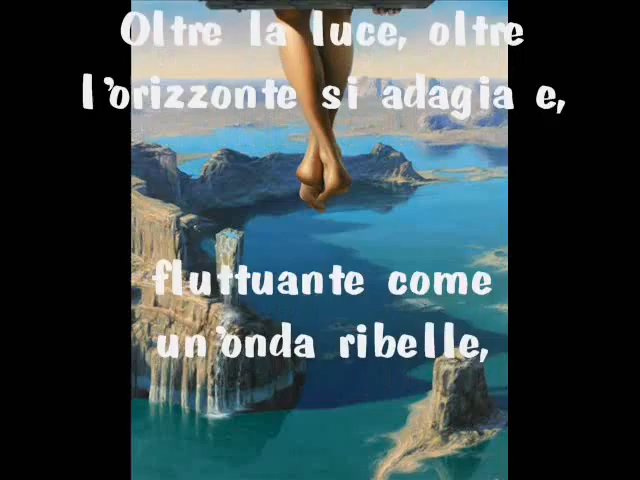 Oltre la luce, oltre
l'orizzonte si adagia e,
fluttuante come
un'onda ribelle,